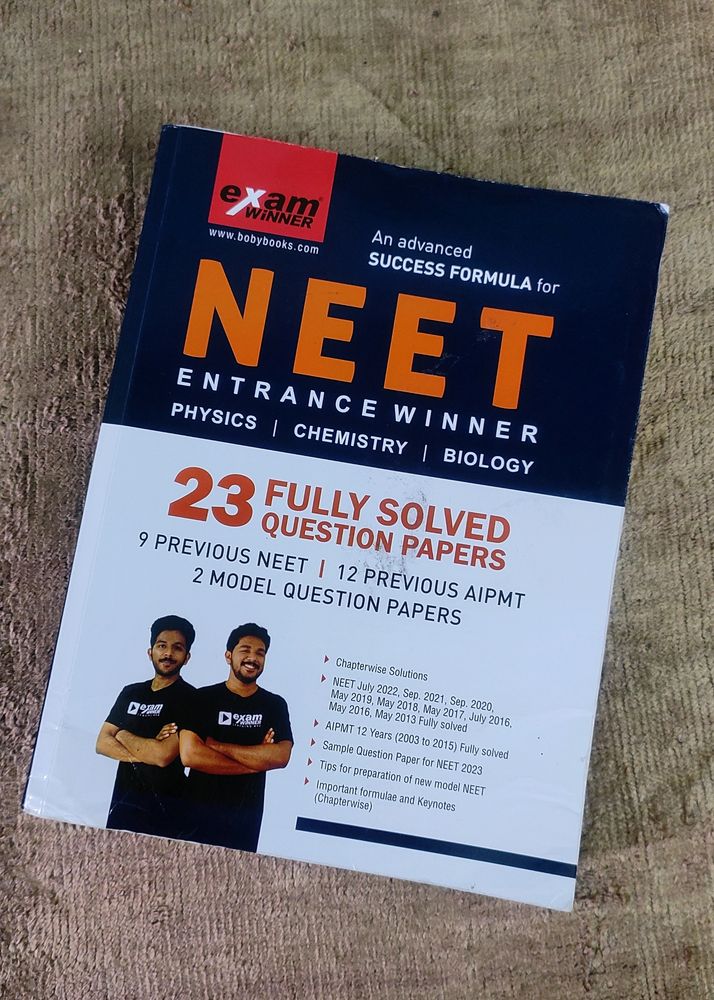 exam
WINNER
www.bobybooks.com
An advanced
SUCCESS FORMULA for
NEET
ENTRANCE WINNER
PHYSICS | CHEMISTRY | BIOLOGY
23 FULLY SOLVED
QUESTION PAPERS
9 PREVIOUS NEET | 12 PREVIOUS AIPMT
2 MODEL QUESTION PAPERS
exam
WINNER
exam
WINNER
Chapterwise Solutions
NEET July 2022, Sep. 2021, Sep. 2020,
May 2019, May 2018, May 2017, July 2016,
May 2016, May 2013 Fully solved
AIPMT 12 Years (2003 to 2015) Fully solved
Sample Question Paper for NEET 2023
Tips for preparation of new model NEET
Important formulae and Keynotes
(Chapterwise)